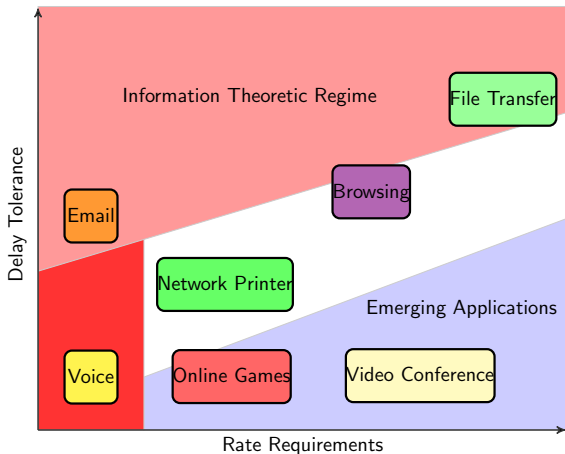 Information Theoretic Regime
File Transfer
Browsing
Email
Network Printer
Emerging Applications
Voice
Online Games
Video Conference
Delay Tolerance
Rate Requirements